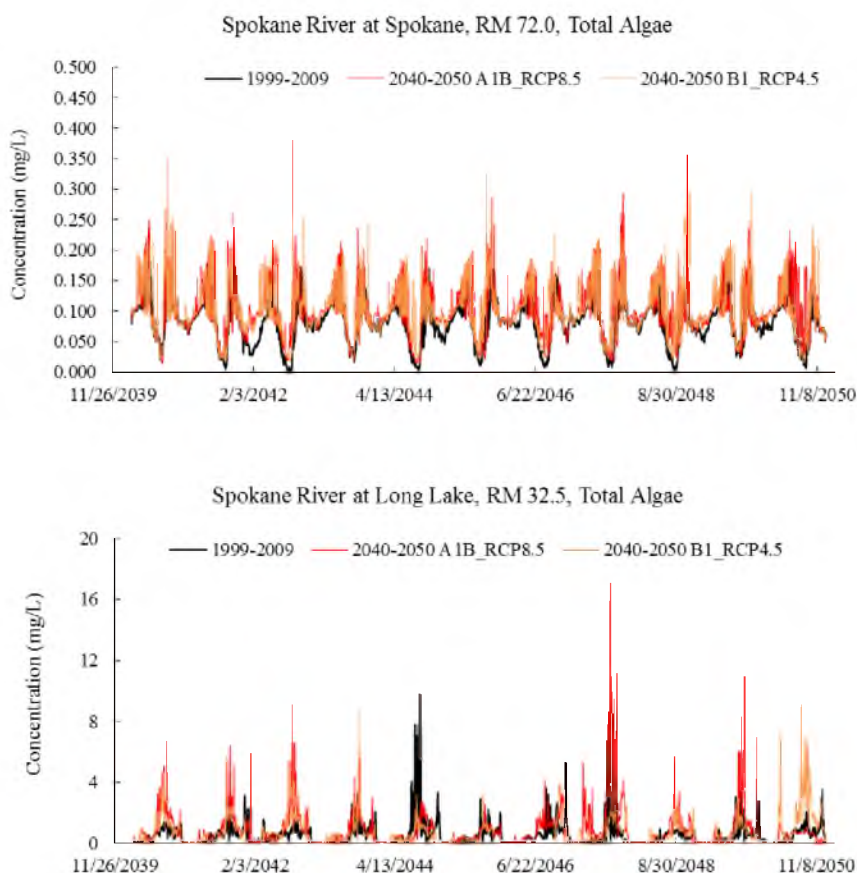 Spokane River at Spokane, RM 72.0, Total Algae
0.500
0.450
0.400
0.350
0.300
0.250
0.200
0.150
0.100
0.050
0.000
Concentration (mg/L)
1999-2009 2040-2050 A1B_RCP8.5 2040-2050 B1_RCP4.5
11/26/2039 2/3/2042 4/13/2044 6/22/2046 8/30/2048 11/8/2050
Spokane River at Long Lake, RM 32.5, Total Algae
20
16
12
8
4
0
Concentration (mg/L)
1999-2009 2040-2050 A1B_RCP8.5 2040-2050 B1_RCP4.5
11/26/2039 2/3/2042 4/13/2044 6/22/2046 8/30/2048 11/8/2050